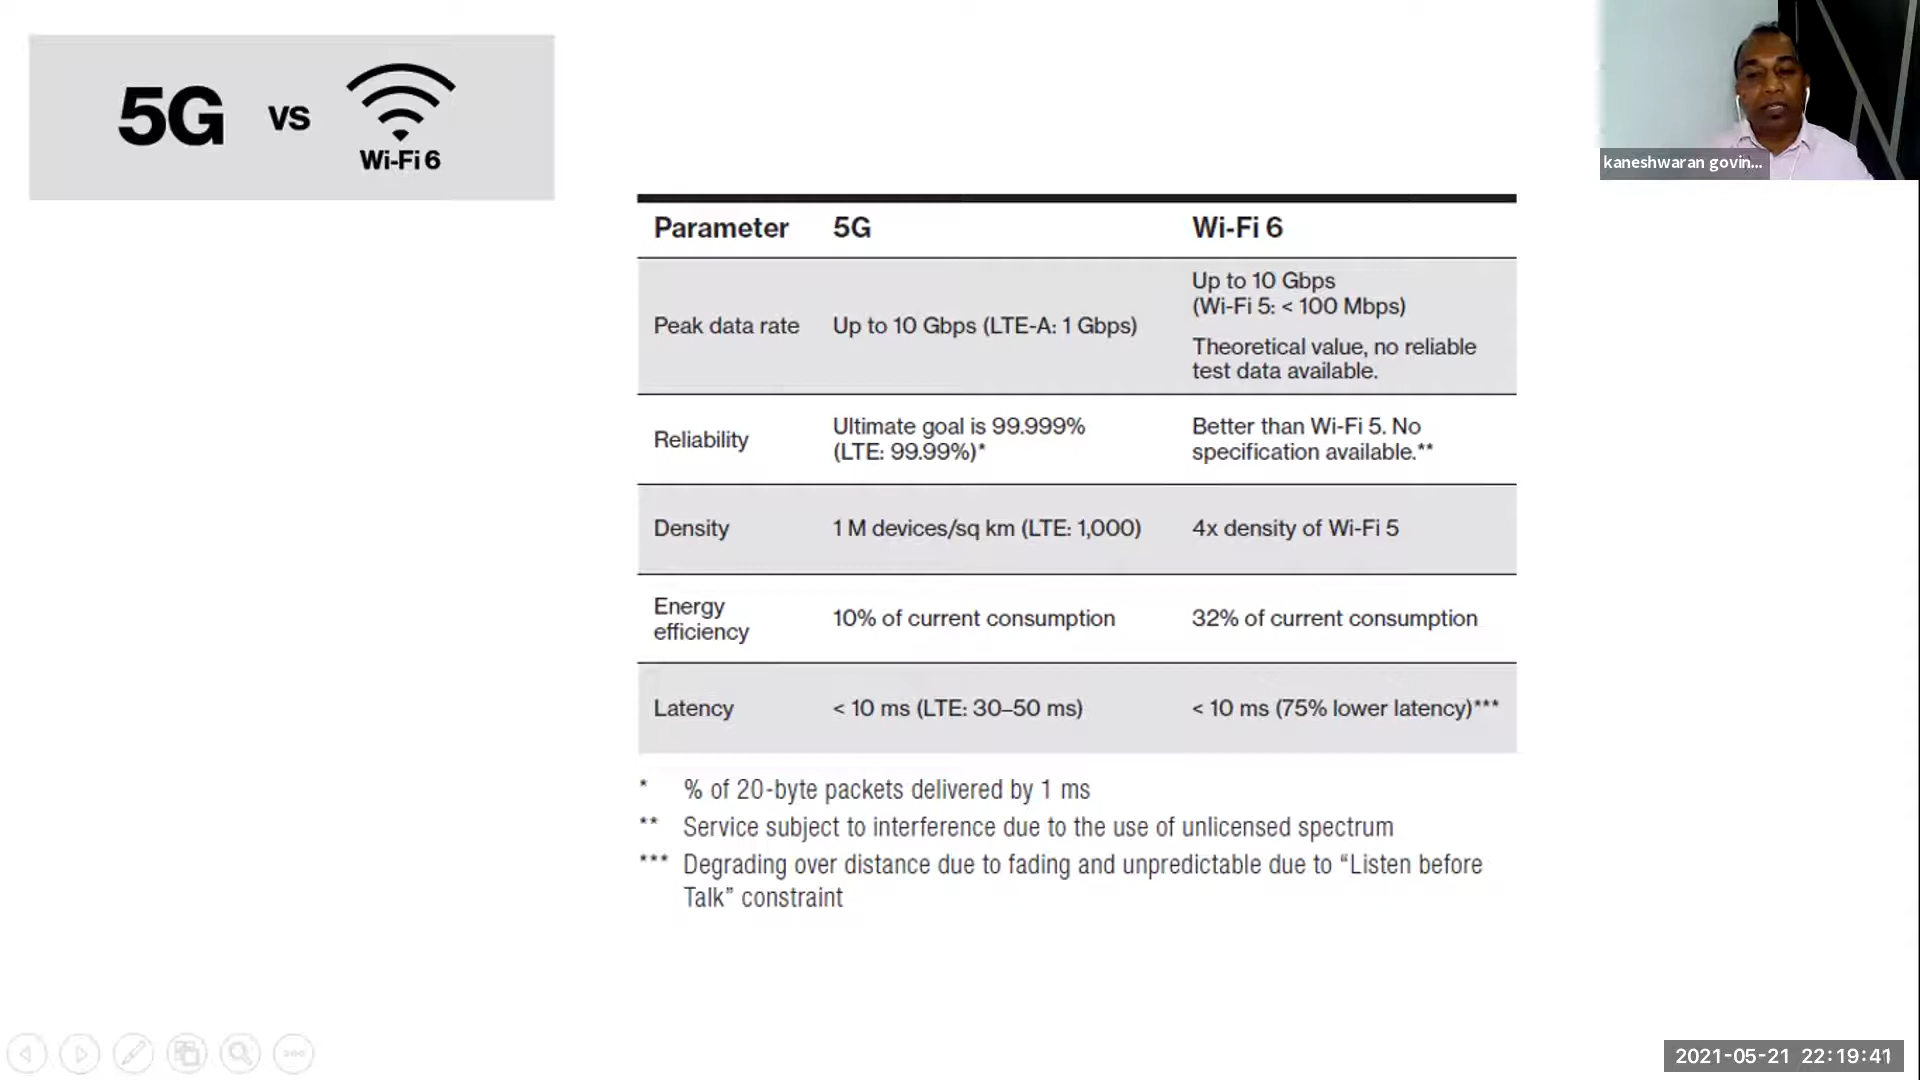 5G vs Wi-Fi 6
kaneshwaran govin...
Parameter 5G Wi-Fi 6
Peak data rate Up to 10 Gbps (LTE-A: 1 Gbps) Up to 10 Gbps
(Wi-Fi 5: < 100 Mbps)
Theoretical value, no reliable
test data available.
Reliability Ultimate goal is 99.999%
(LTE: 99.99%)*
Better than Wi-Fi 5. No
specification available.**
Density 1 M devices/sq km (LTE: 1,000) 4x density of Wi-Fi 5
Energy
efficiency
10% of current consumption 32% of current consumption
Latency < 10 ms (LTE: 30–50 ms) < 10 ms (75% lower latency)***
* % of 20-byte packets delivered by 1 ms
** Service subject to interference due to the use of unlicensed spectrum
*** Degrading over distance due to fading and unpredictable due to “Listen before
Talk” constraint
2021-05-21 22:19:41